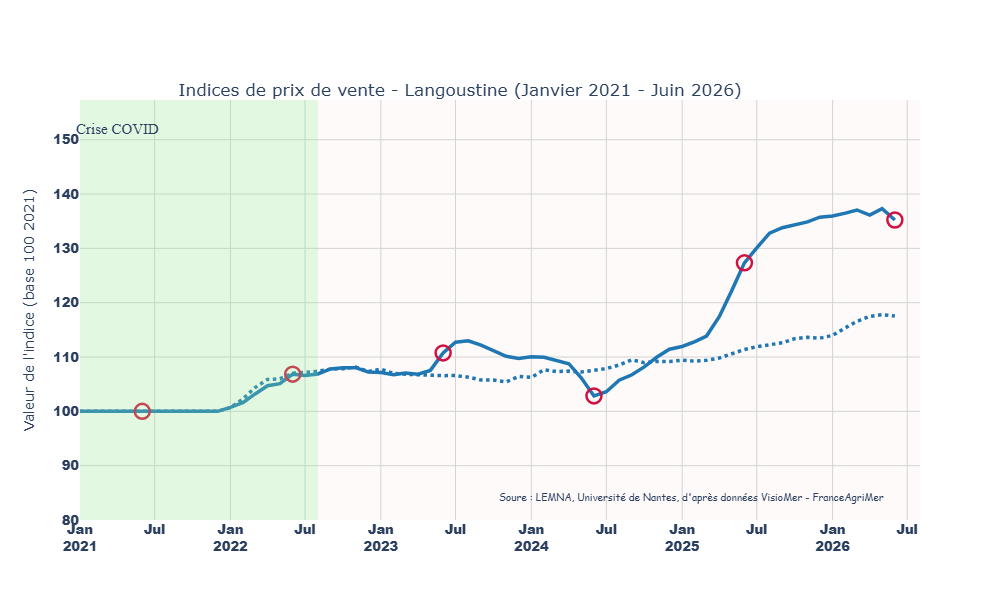 Indices de prix de vente - Langoustine (Janvier 2021 - Juin 2026)
Crise COVID
Valeur de l'indice (base 100 2021)
150
140
130
120
110
100
90
80
Soure : LEMNA, Université de Nantes, d'après données VisioMer - FranceAgriMer
Jan Jul Jan Jul Jan Jul Jan Jul Jan Jul Jan Jul
2021 2022 2023 2024 2025 2026